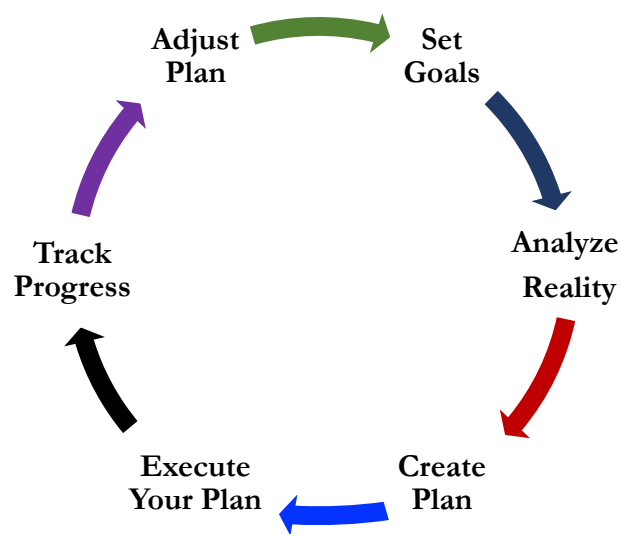 Adjust
Plan
Set
Goals
Analyze
Reality
Create
Plan
Execute
Your Plan
Track
Progress